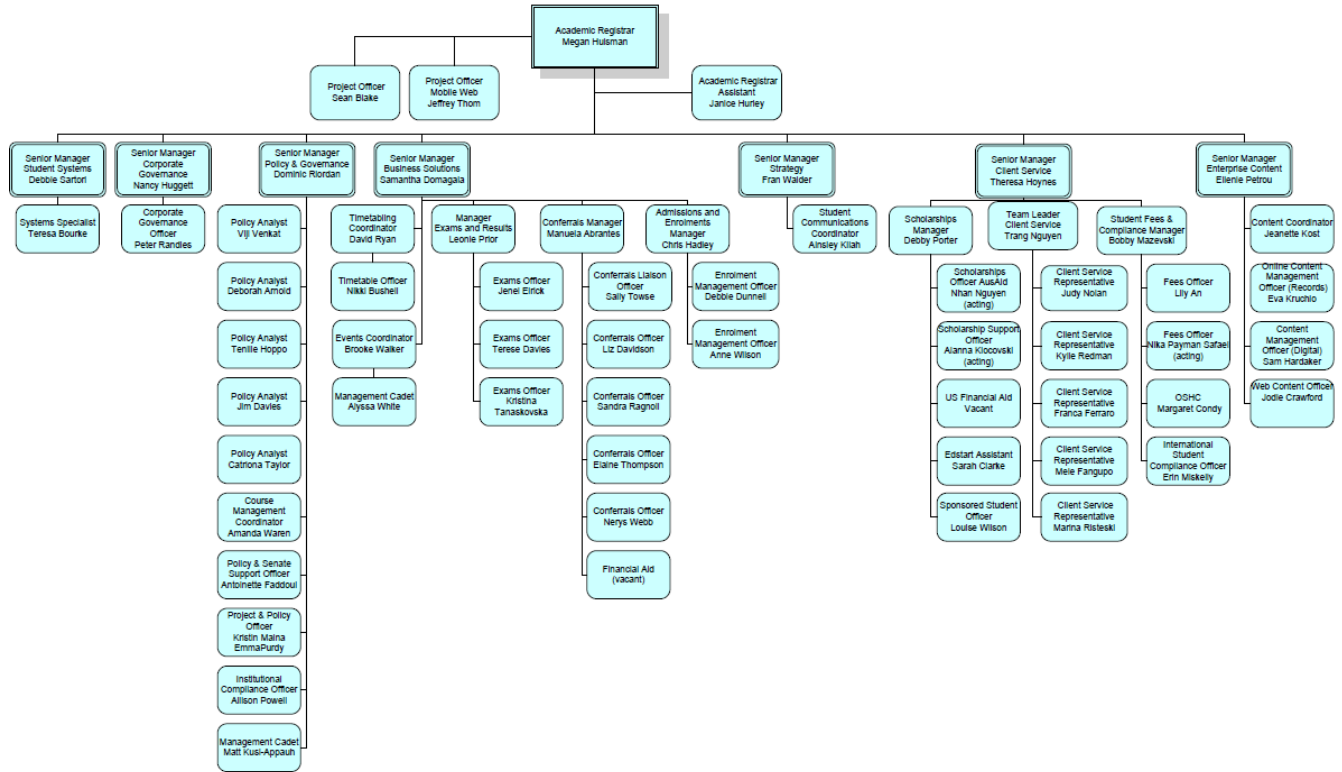 Academic Registrar
Megan Huisman
Project Officer
Sean Blake
Project Officer
Mobile Web
Jeffrey Thom
Academic Registrar
Assistant
Janice Hurley
Senior Manager
Student Systems
Debbie Sartori
Senior Manager
Corporate
Governance
Nancy Huggett
Senior Manager
Policy & Governance
Dominic Riordan
Senior Manager
Business Solutions
Samantha Domagala
Senior Manager
Strategy
Fran Walder
Senior Manager
Client Service
Theresa Hoynes
Senior Manager
Enterprise Content
Ellenie Petrou
Systems Specialist
Teresa Bourke
Corporate
Governance
Officer
Peter Randles
Policy Analyst
Viji Venkat
Policy Analyst
Deborah Arnold
Policy Analyst
Tenille Hoppo
Policy Analyst
Jim Davies
Policy Analyst
Catriona Taylor
Course
Management
Coordinator
Amanda Waren
Policy & Senate
Support Officer
Antoinette Faddoul
Project & Policy
Officer
Kristin Maina
EmmaPurdy
Institutional
Compliance Officer
Allison Powell
Management Cadet
Matt Kusi-Appauh
Timetabling
Coordinator
David Ryan
Timetable Officer
Nikki Bushell
Events Coordinator
Brooke Walker
Management Cadet
Alyssa White
Manager
Exams and Results
Leonie Prior
Exams Officer
Jenel Eirick
Exams Officer
Terese Davies
Exams Officer
Kristina
Tanaskovska
Conferrals Manager
Manuela Abrantes
Conferrals Liaison
Officer
Sally Towse
Conferrals Officer
Liz Davidson
Conferrals Officer
Sandra Ragnoli
Conferrals Officer
Elaine Thompson
Conferrals Officer
Nerys Webb
Financial Aid
(vacant)
Admissions and
Enrolments
Manager
Chris Hadley
Enrolment
Management Officer
Debbie Dunnell
Enrolment
Management Officer
Anne Wilson
Student
Communications
Coordinator
Ainsley Kilah
Scholarships
Manager
Debby Porter
Scholarships
Officer AusAid
Nhan Nguyen
(acting)
Scholarship Support
Officer
Alanna Klocovski
(acting)
US Financial Aid
Vacant
Edstart Assistant
Sarah Clarke
Sponsored Student
Officer
Louise Wilson
Team Leader
Client Service
Trang Nguyen
Client Service
Representative
Judy Nolan
Client Service
Representative
Kylie Redman
Client Service
Representative
Franca Ferraro
Client Service
Representative
Mele Fangupo
Client Service
Representative
Marina Risteski
Student Fees &
Compliance Manager
Bobby Mazevski
Fees Officer
Lily An
Fees Officer
Nika Payman Safaei
(acting)
OSHC
Margaret Condy
International
Student
Compliance Officer
Erin Miskelly
Content Coordinator
Jeanette Kost
Online Content
Management
Officer (Records)
Eva Kruchio
Content
Management
Officer (Digital)
Sam Hardaker
Web Content Officer
Jodie Crawford